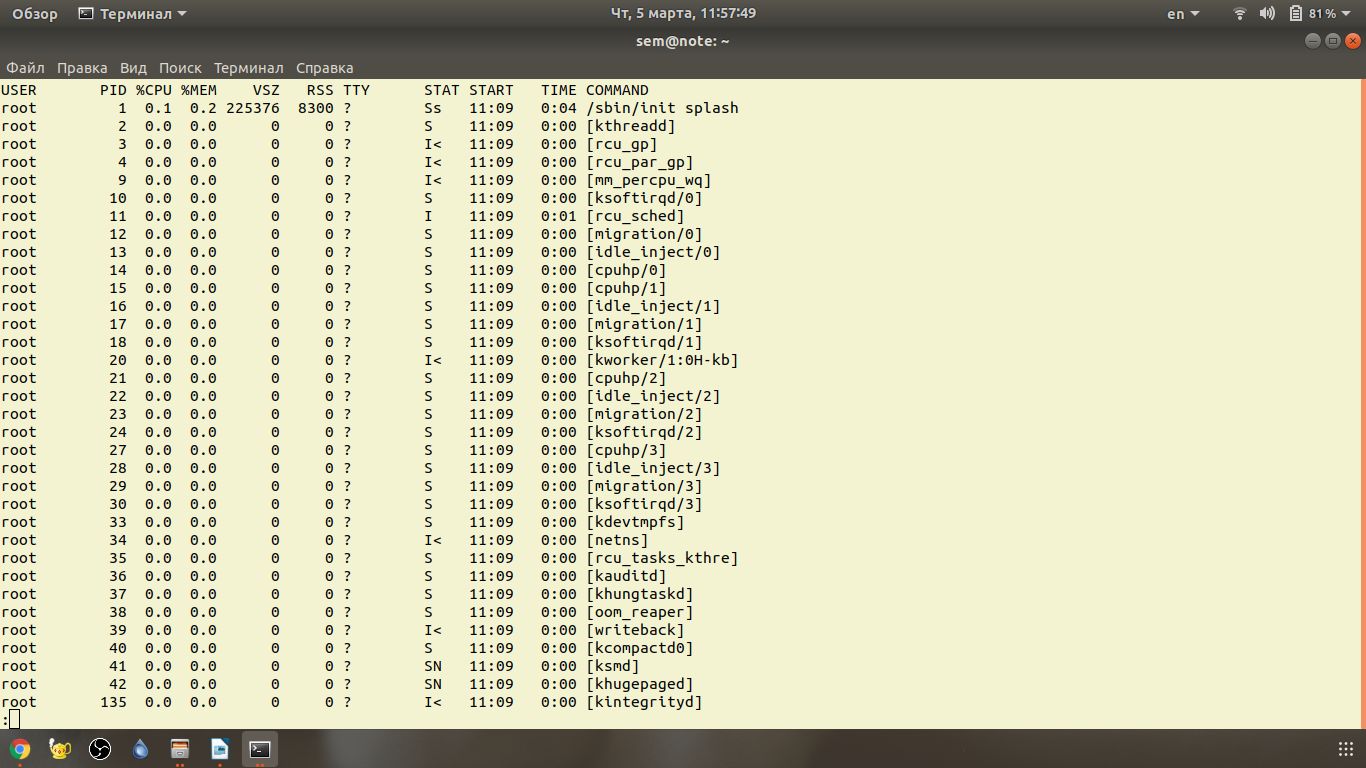 Обзор Терминал Чт, 5 марта, 11:57:49 en 81%
sem@note: ~
Файл Правка Вид Поиск Терминал Справка
USER       PID %CPU %MEM    VSZ   RSS TTY      STAT START   TIME COMMAND
root         1  0.1  0.2 225376  8300 ?        Ss   11:09   0:04 /sbin/init splash
root         2  0.0  0.0      0     0 ?        S    11:09   0:00 [kthreadd]
root         3  0.0  0.0      0     0 ?        I<   11:09   0:00 [rcu_gp]
root         4  0.0  0.0      0     0 ?        I<   11:09   0:00 [rcu_par_gp]
root         9  0.0  0.0      0     0 ?        I<   11:09   0:00 [mm_percpu_wq]
root        10  0.0  0.0      0     0 ?        S    11:09   0:00 [ksoftirqd/0]
root        11  0.0  0.0      0     0 ?        I    11:09   0:01 [rcu_sched]
root        12  0.0  0.0      0     0 ?        S    11:09   0:00 [migration/0]
root        13  0.0  0.0      0     0 ?        S    11:09   0:00 [idle_inject/0]
root        14  0.0  0.0      0     0 ?        S    11:09   0:00 [cpuhp/0]
root        15  0.0  0.0      0     0 ?        S    11:09   0:00 [cpuhp/1]
root        16  0.0  0.0      0     0 ?        S    11:09   0:00 [idle_inject/1]
root        17  0.0  0.0      0     0 ?        S    11:09   0:00 [migration/1]
root        18  0.0  0.0      0     0 ?        S    11:09   0:00 [ksoftirqd/1]
root        20  0.0  0.0      0     0 ?        I<   11:09   0:00 [kworker/1:0H-kb]
root        21  0.0  0.0      0     0 ?        S    11:09   0:00 [cpuhp/2]
root        22  0.0  0.0      0     0 ?        S    11:09   0:00 [idle_inject/2]
root        23  0.0  0.0      0     0 ?        S    11:09   0:00 [migration/2]
root        24  0.0  0.0      0     0 ?        S    11:09   0:00 [ksoftirqd/2]
root        27  0.0  0.0      0     0 ?        S    11:09   0:00 [cpuhp/3]
root        28  0.0  0.0      0     0 ?        S    11:09   0:00 [idle_inject/3]
root        29  0.0  0.0      0     0 ?        S    11:09   0:00 [migration/3]
root        30  0.0  0.0      0     0 ?        S    11:09   0:00 [ksoftirqd/3]
root        33  0.0  0.0      0     0 ?        S    11:09   0:00 [kdevtmpfs]
root        34  0.0  0.0      0     0 ?        I<   11:09   0:00 [netns]
root        35  0.0  0.0      0     0 ?        S    11:09   0:00 [rcu_tasks_kthre]
root        36  0.0  0.0      0     0 ?        S    11:09   0:00 [kauditd]
root        37  0.0  0.0      0     0 ?        S    11:09   0:00 [khungtaskd]
root        38  0.0  0.0      0     0 ?        S    11:09   0:00 [oom_reaper]
root        39  0.0  0.0      0     0 ?        I<   11:09   0:00 [writeback]
root        40  0.0  0.0      0     0 ?        S    11:09   0:00 [kcompactd0]
root        41  0.0  0.0      0     0 ?        SN   11:09   0:00 [ksmd]
root        42  0.0  0.0      0     0 ?        SN   11:09   0:00 [khugepaged]
root       135  0.0  0.0      0     0 ?        I<   11:09   0:00 [kintegrityd]
: